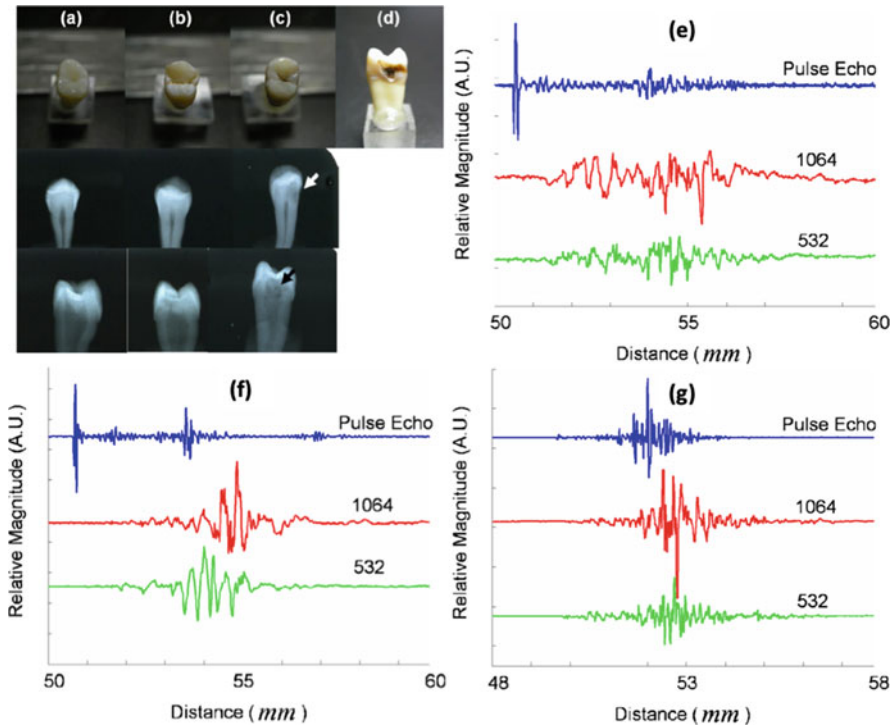 (a) (b) (c) (d)
(e)
Pulse Echo
1064
532
Relative Magnitude (A.U.)
50 55 60
Distance ( mm )
(f)
Pulse Echo
1064
532
Relative Magnitude (A.U.)
50 55 60
Distance ( mm )
(g)
Pulse Echo
1064
532
Relative Magnitude (A.U.)
48 53 58
Distance ( mm )